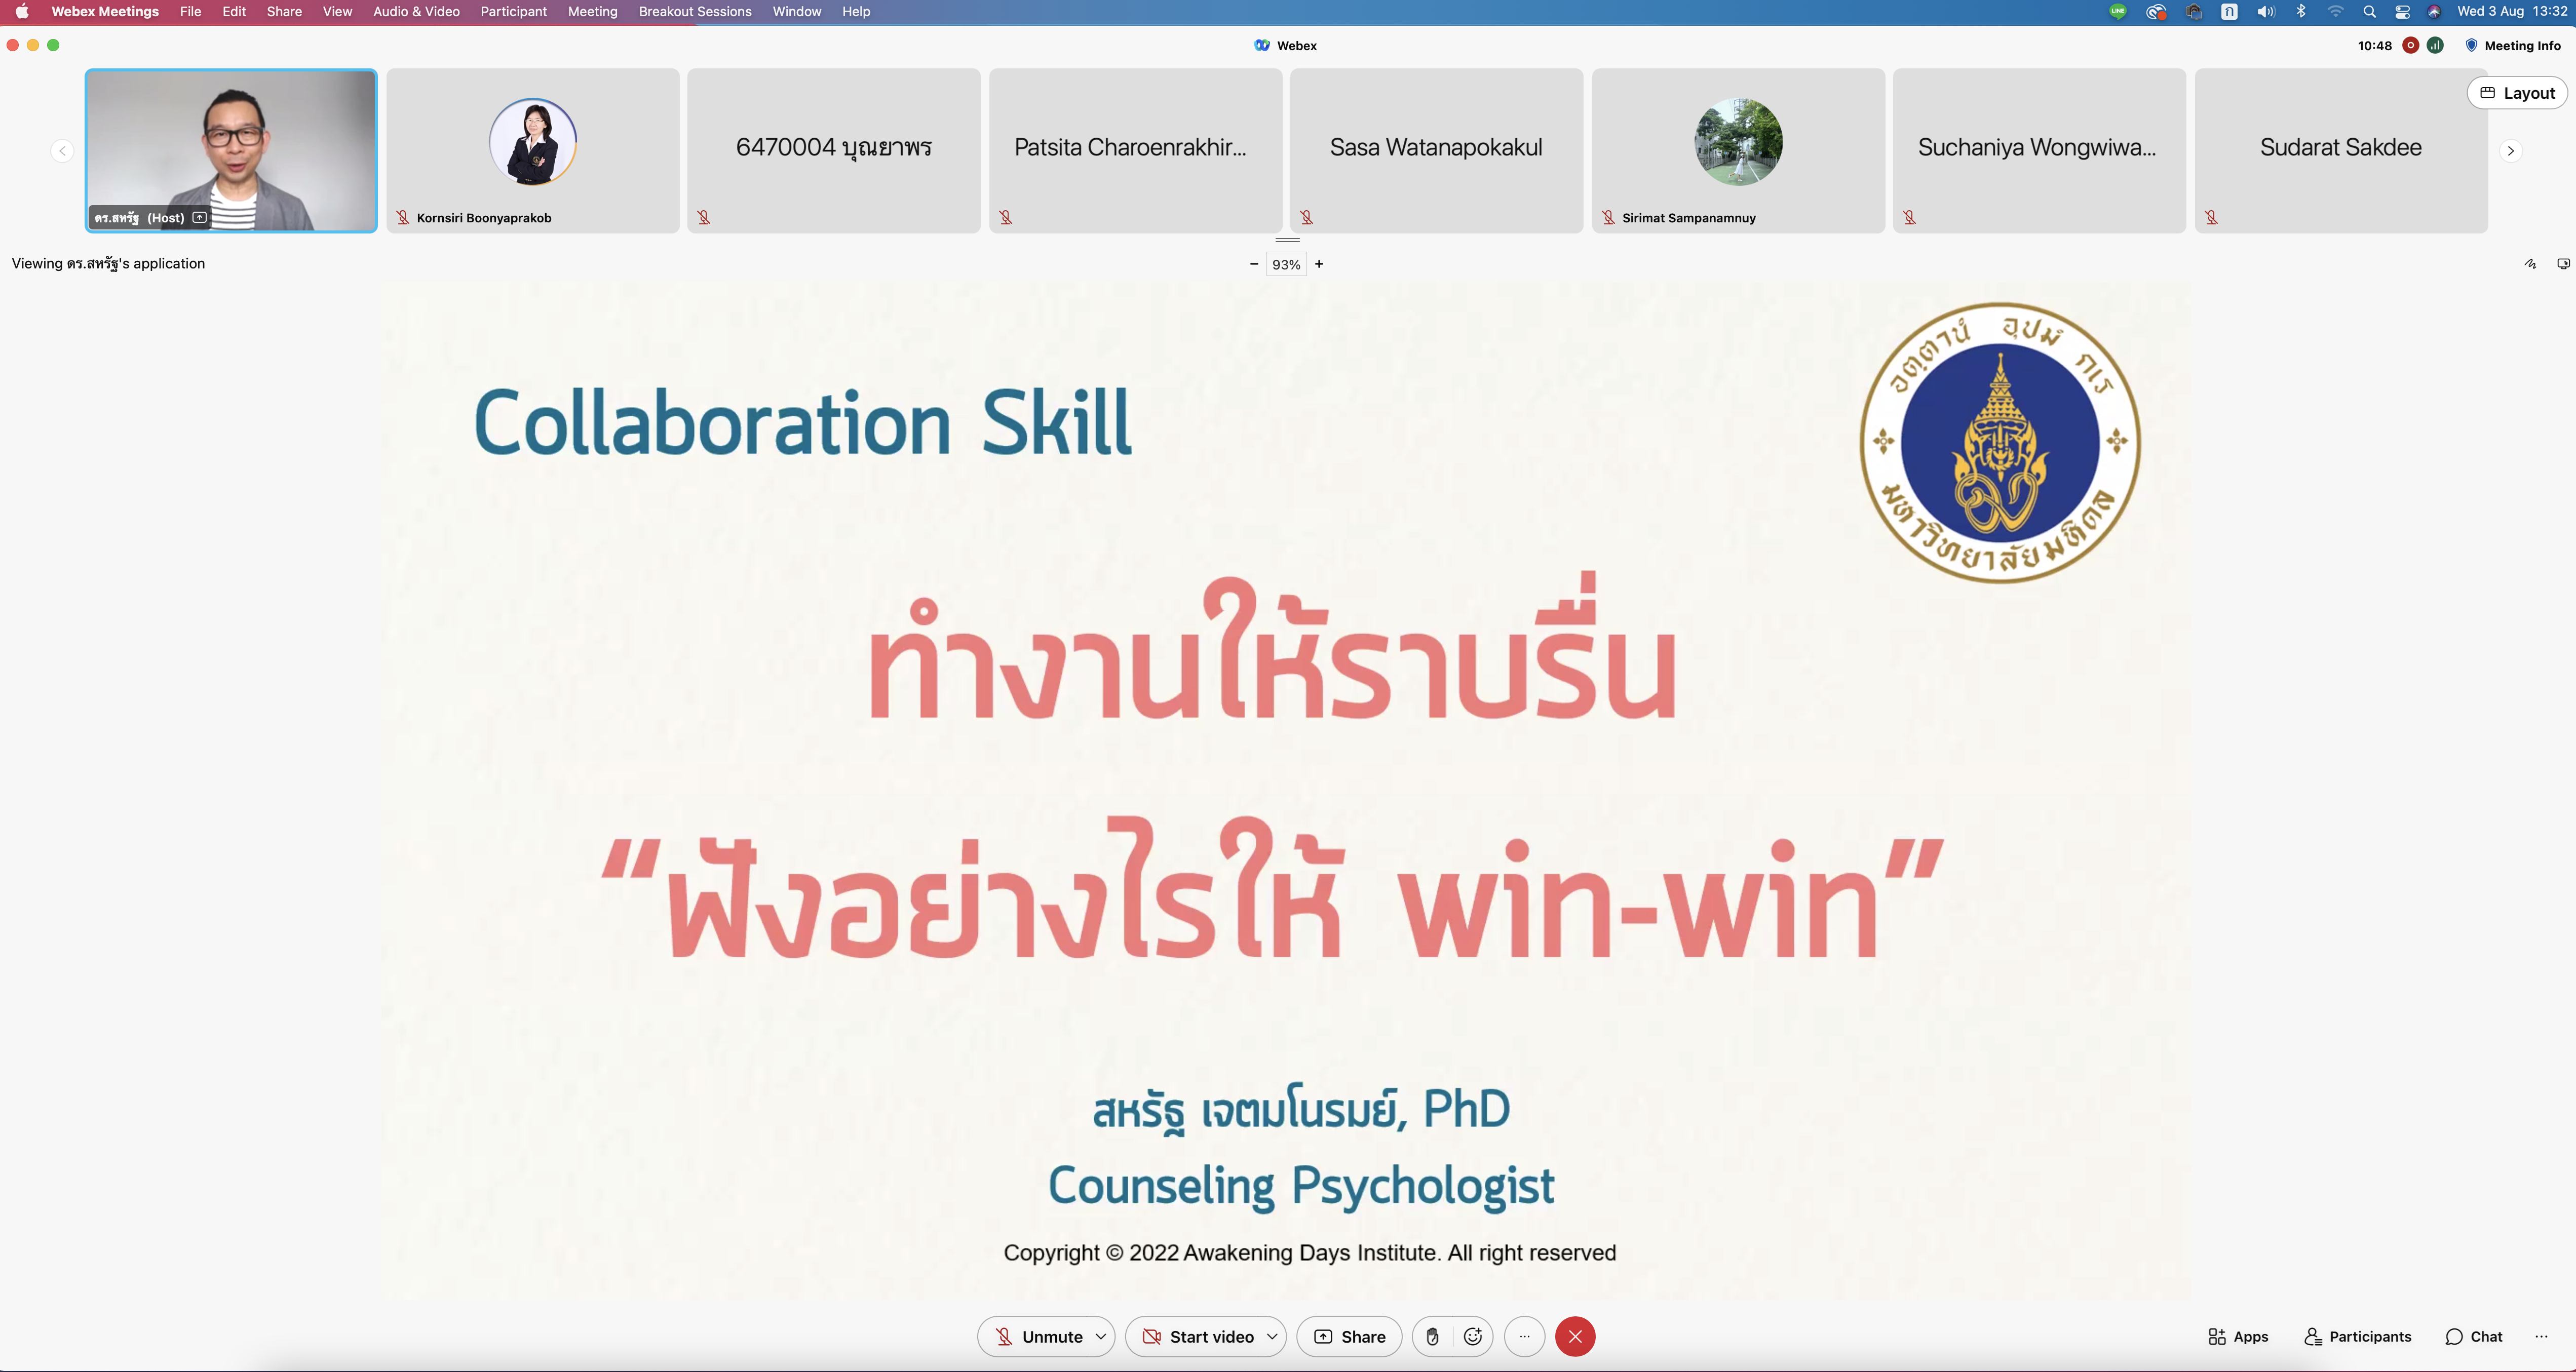 Webex Meetings File Edit Share View Audio & Video Participant Meeting Breakout Sessions Window Help LINE ก Wed 3 Aug 13:32
Webex 10:48 Meeting Info
Layout
6470004 บุณยาพร Patsita Charoenrakhir... Sasa Watanapokakul Suchaniya Wongwiwa... Sudarat Sakdee
ดร.สหรัฐ (Host) Kornsiri Boonyaprakob Sirimat Sampanamnuy
Viewing ดร.สหรัฐ's application − 93% +
Collaboration Skill
อตฺตานํ อุปมํ กเร
มหาวิทยาลัยมหิดล
ทำงานให้ราบรื่น
“ฟังอย่างไรให้ win-win”
สหรัฐ เจตมโนรมย์, PhD
Counseling Psychologist
Copyright © 2022 Awakening Days Institute. All right reserved
Unmute Start video Share ... Apps Participants Chat ...